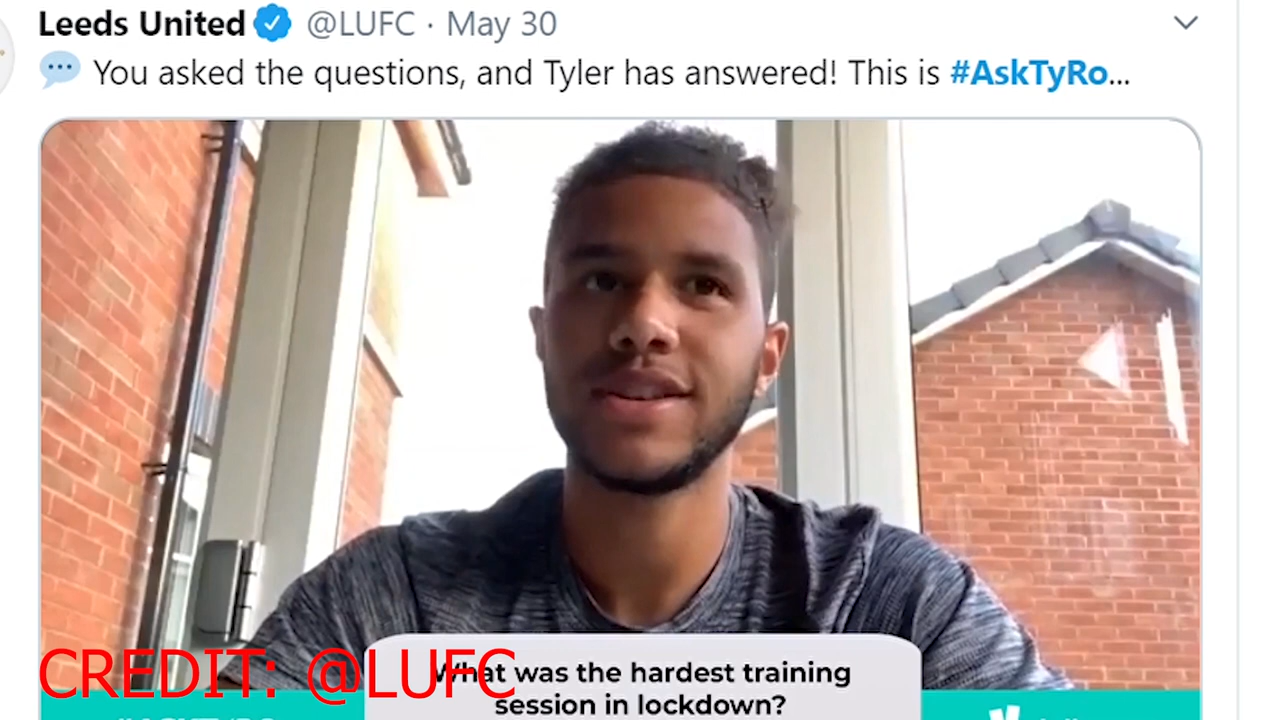 Leeds United @LUFC · May 30
You asked the questions, and Tyler has answered! This is #AskTyRo...
What was the hardest training
session in lockdown?
CREDIT: @LUFC